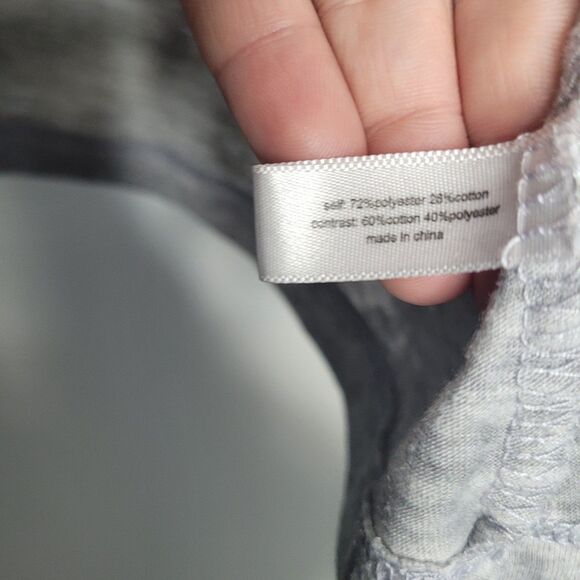 self: 72%polyester 28%cotton
contrast: 60%cotton 40%polyester
made in china